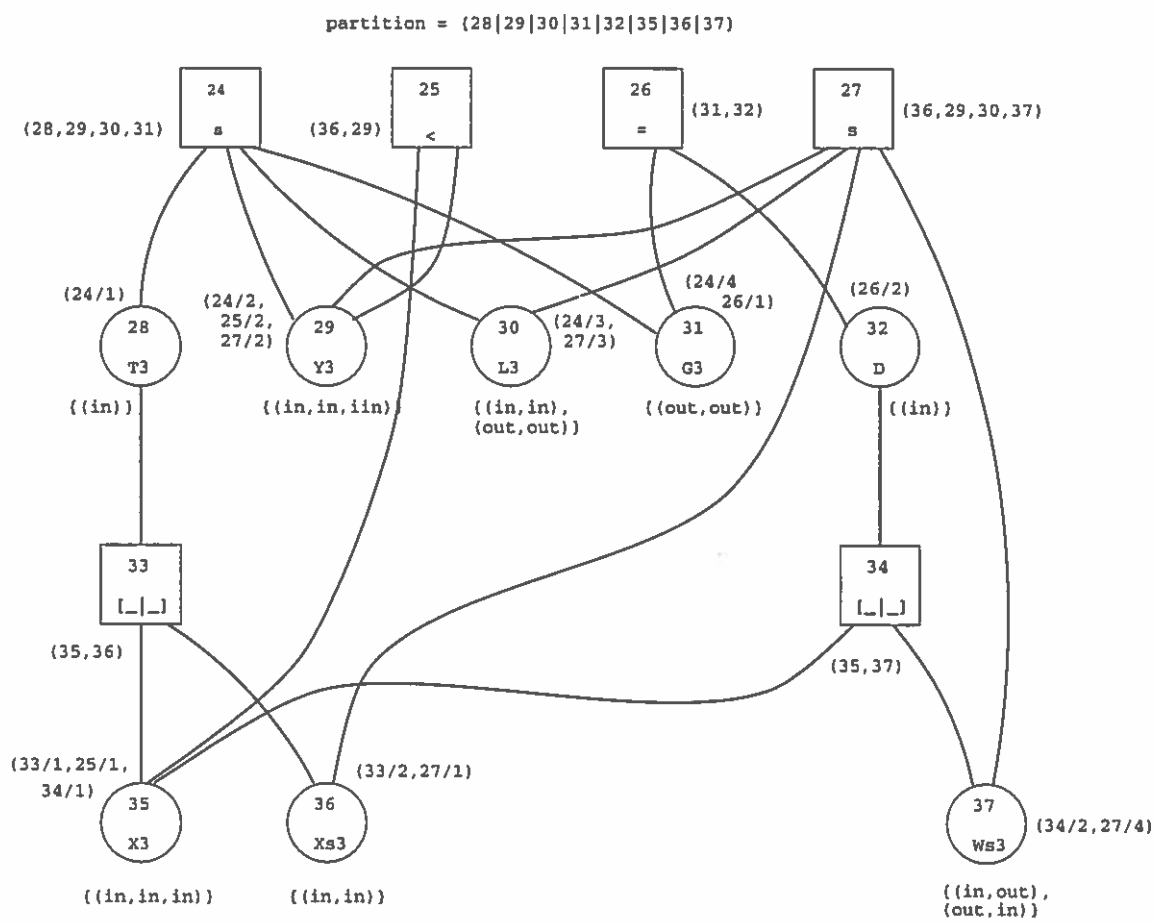 partition = {28|29|30|31|32|35|36|37}
24
s
(28,29,30,31)
25
<
(36,29)
26
=
(31,32)
27
s
(36,29,30,37)
(24/1)
28
T3
{(in)}
(24/2,
25/2,
27/2)
29
Y3
{(in,in,iin)}
30
L3
(24/3,
27/3)
{(in,in),
(out,out)}
(24/4
26/1)
31
G3
{(out,out)}
(26/2)
32
D
{(in)}
33
[_|_]
(35,36)
34
[_|_]
(35,37)
(33/1,25/1,
34/1)
35
X3
{(in,in,in)}
(33/2,27/1)
36
Xs3
{(in,in)}
37
Ws3
(34/2,27/4)
{(in,out),
(out,in)}